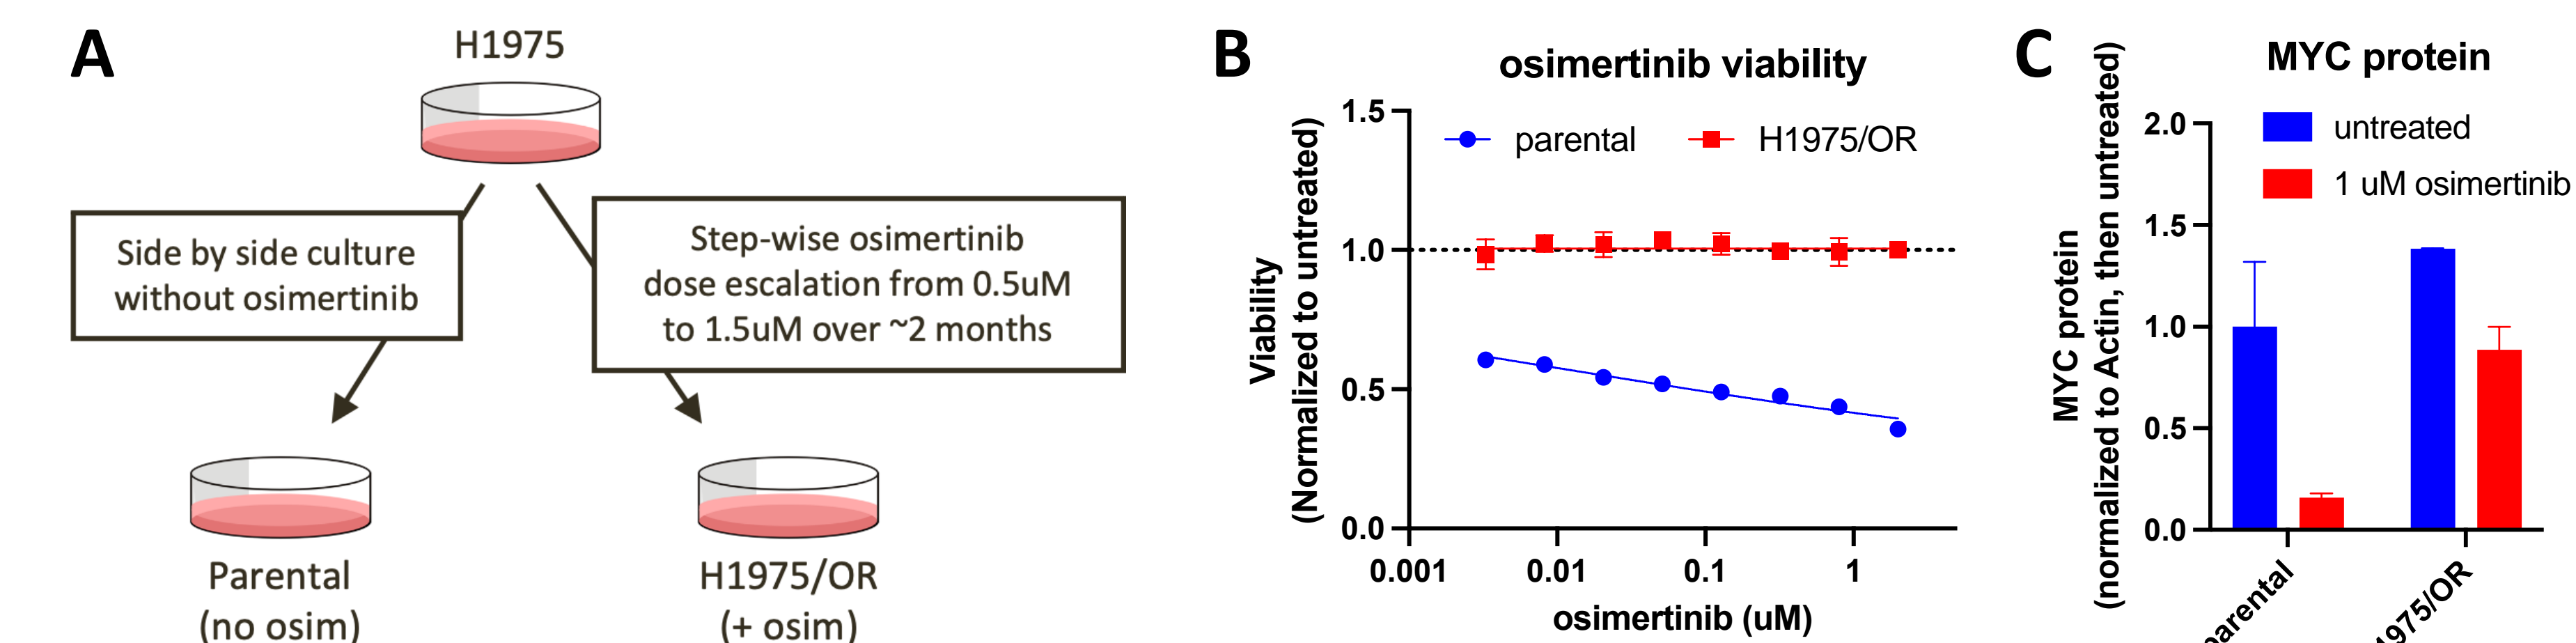 A
H1975
Side by side culture
without osimertinib
Step-wise osimertinib
dose escalation from 0.5uM
to 1.5uM over ~2 months
Parental
(no osim)
H1975/OR
(+ osim)
B
osimertinib viability
Viability
(Normalized to untreated)
1.5
1.0
0.5
0.0
parental
H1975/OR
0.001
0.01
0.1
1
osimertinib (uM)
C
MYC protein
MYC protein
(normalized to Actin, then untreated)
untreated
1 uM osimertinib
2.0
1.5
1.0
0.5
0.0
parental
1975/OR